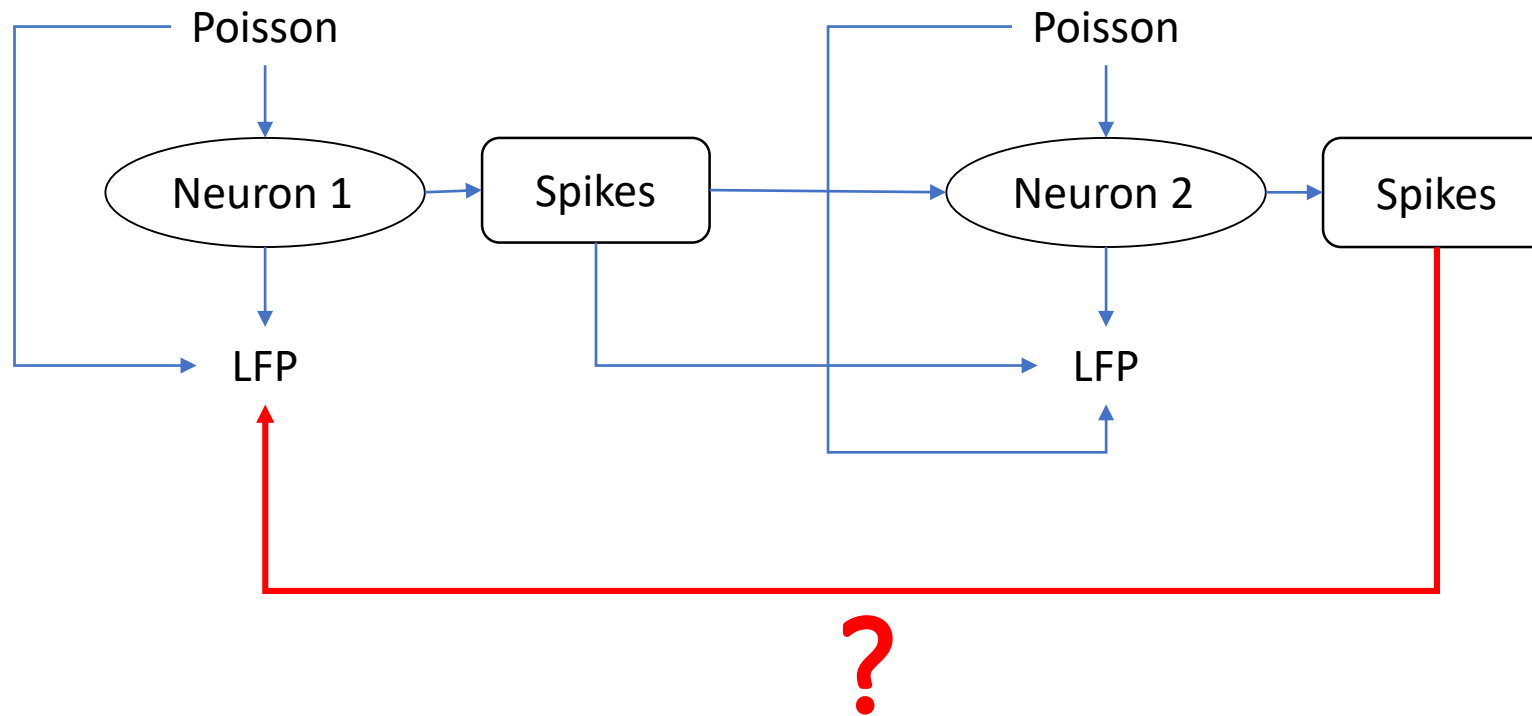 Poisson
Poisson
Neuron 1
Spikes
Neuron 2
Spikes
LFP
LFP
?